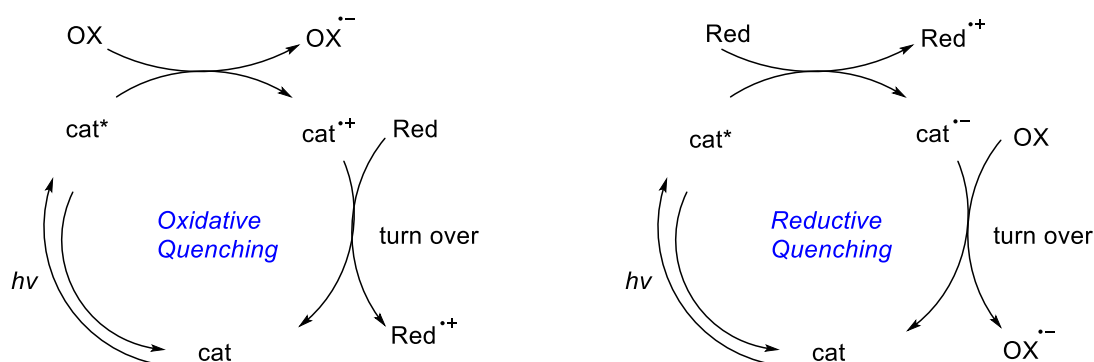 OX
OX•−
cat*
cat•+
Red
Oxidative
Quenching
turn over
hν
Red•+
cat
Red
Red•+
cat*
cat•−
OX
Reductive
Quenching
turn over
hν
cat
OX•−